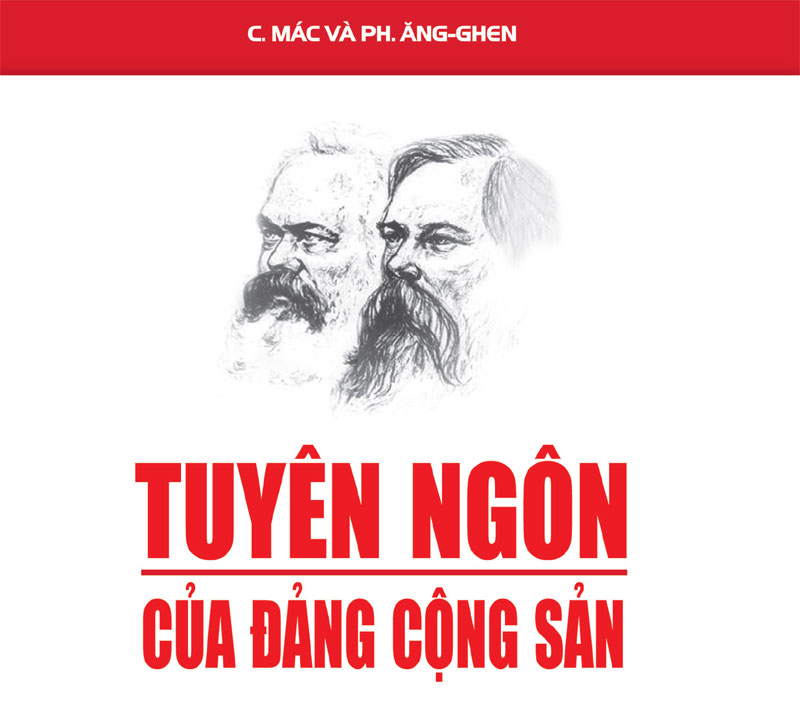 C. MÁC VÀ PH. ĂNG-GHEN
TUYÊN NGÔN
CỦA ĐẢNG CỘNG SẢN